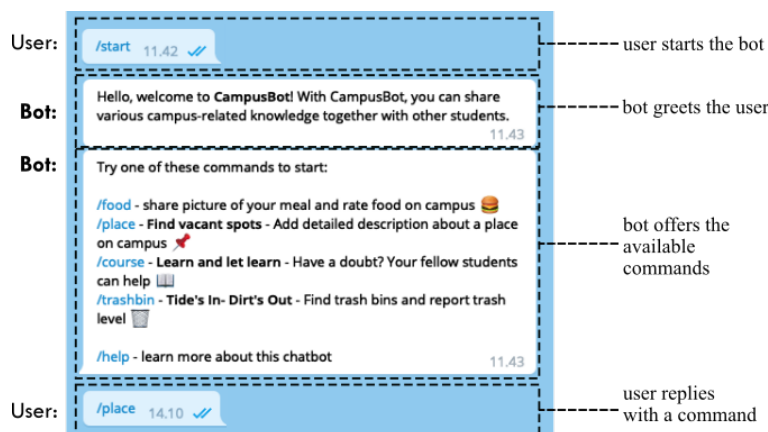 User:
/start 11.42
user starts the bot
Bot:
Hello, welcome to CampusBot! With CampusBot, you can share
various campus-related knowledge together with other students.
11.43
bot greets the user
Bot:
Try one of these commands to start:
/food - share picture of your meal and rate food on campus 🍔
/place - Find vacant spots - Add detailed description about a place
on campus 📌
/course - Learn and let learn - Have a doubt? Your fellow students
can help 📖
/trashbin - Tide's In- Dirt's Out - Find trash bins and report trash
level 🗑
/help - learn more about this chatbot
11.43
bot offers the
available
commands
User:
/place 14.10
user replies
with a command